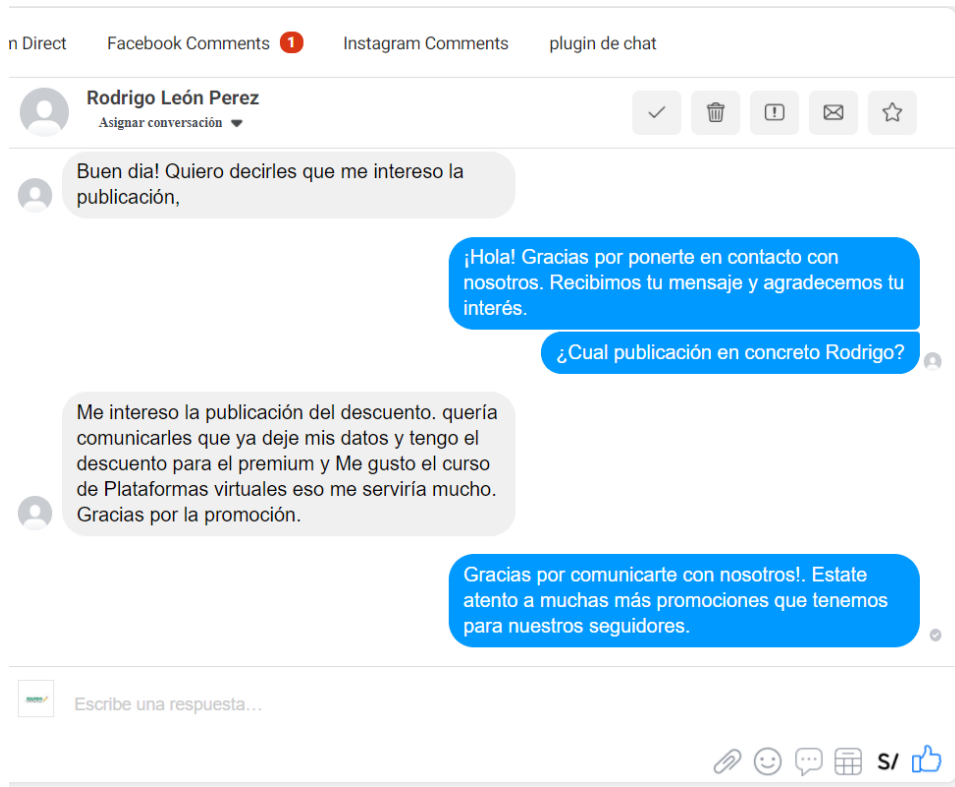 m Direct
Facebook Comments 1
Instagram Comments
plugin de chat
Rodrigo León Perez
Asignar conversación
Buen dia! Quiero decirles que me intereso la
publicación,
¡Hola! Gracias por ponerte en contacto con
nosotros. Recibimos tu mensaje y agradecemos tu
interés.
¿Cual publicación en concreto Rodrigo?
Me intereso la publicación del descuento. quería
comunicarles que ya deje mis datos y tengo el
descuento para el premium y Me gusto el curso
de Plataformas virtuales eso me serviría mucho.
Gracias por la promoción.
Gracias por comunicarte con nosotros!. Estate
atento a muchas más promociones que tenemos
para nuestros seguidores.
Escribe una respuesta...
S/